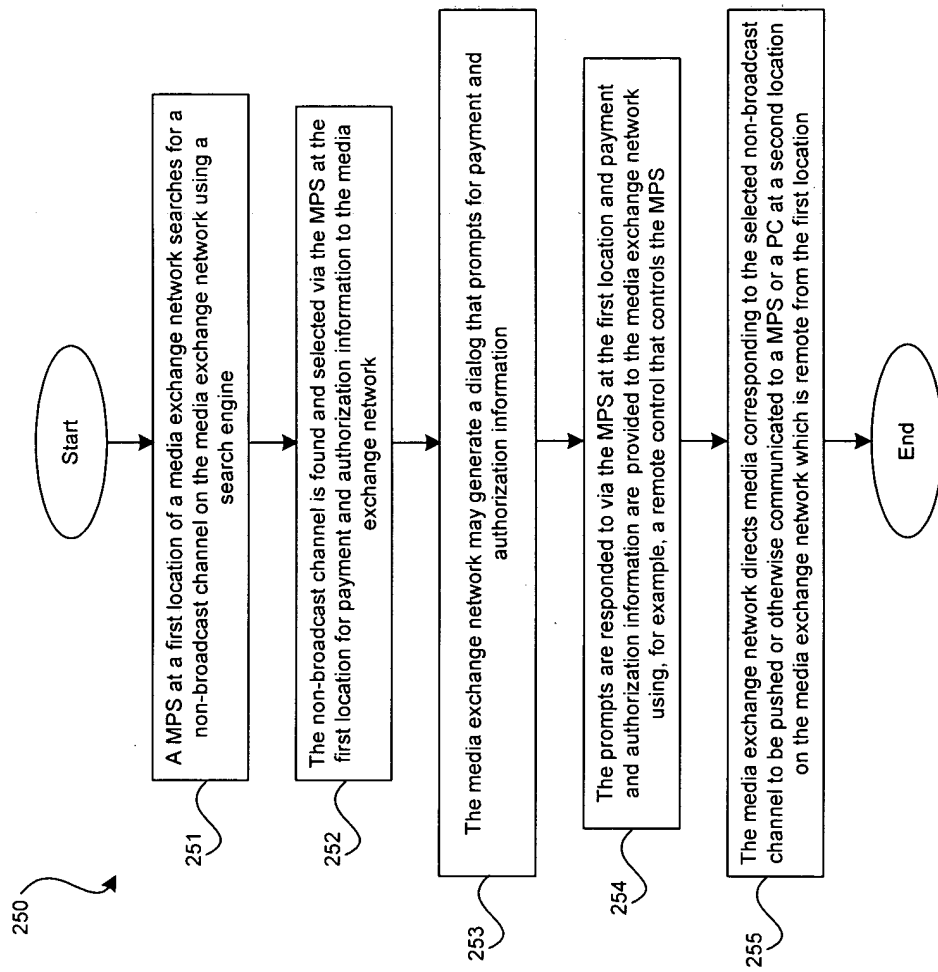 250
Start
A MPS at a first location of a media exchange network searches for a
non-broadcast channel on the media exchange network using a
search engine
251
The non-broadcast channel is found and selected via the MPS at the
first location for payment and authorization information to the media
exchange network
252
The media exchange network may generate a dialog that prompts for payment and
authorization information
253
The prompts are responded to via the MPS at the first location and payment
and authorization information are provided to the media exchange network
using, for example, a remote control that controls the MPS
254
The media exchange network directs media corresponding to the selected non-broadcast
channel to be pushed or otherwise communicated to a MPS or a PC at a second location
on the media exchange network which is remote from the first location
255
End